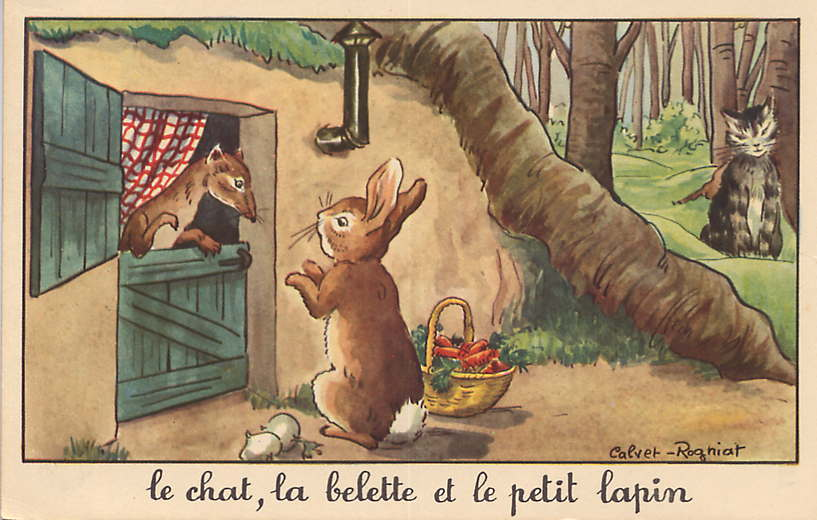 Calvet-Rogniat
le chat, la belette et le petit lapin